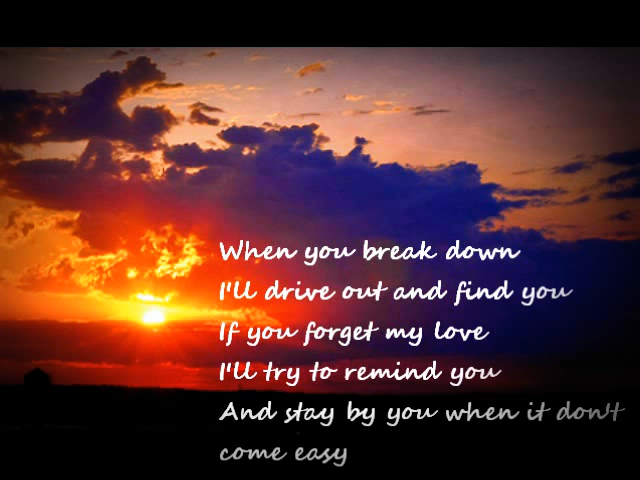 When you break down
I'll drive out and find you
If you forget my love
I'll try to remind you
And stay by you when it don't
come easy